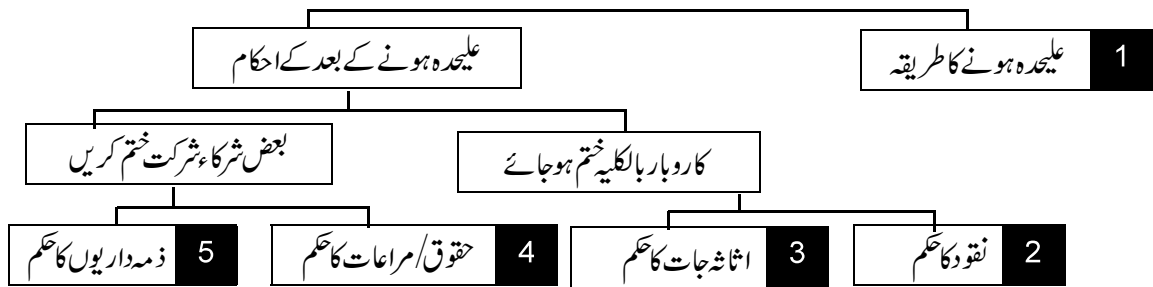 1 علیحدہ ہونے کا طریقہ
علیحدہ ہونے کے بعد کے احکام
کاروبار بالکلیہ ختم ہوجائے
بعض شرکاء شرکت ختم کریں
2 نقود کا حکم
3 اثاثہ جات کا حکم
4 حقوق/مراعات کا حکم
5 ذمہ داریوں کا حکم